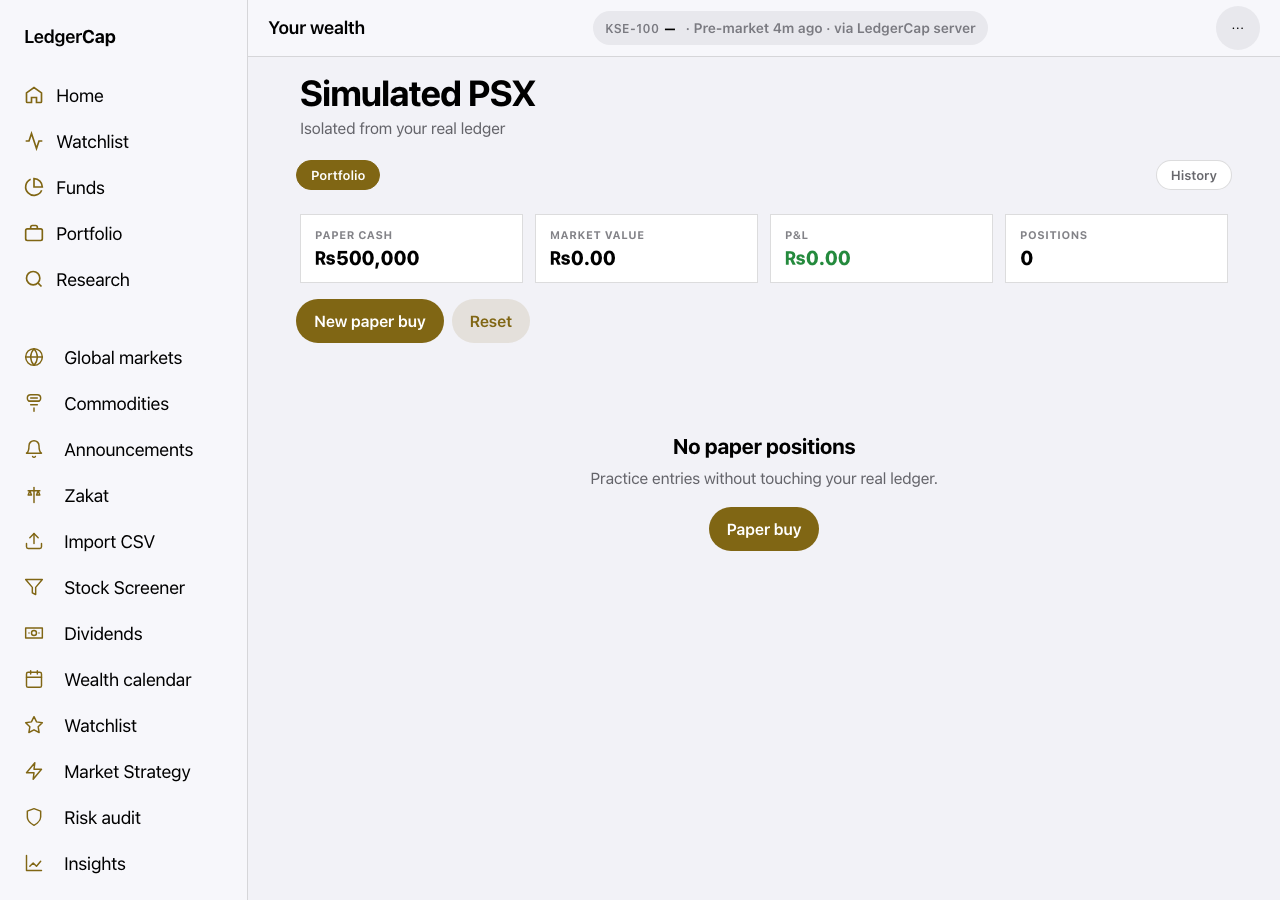 LedgerCap
Home
Watchlist
Funds
Portfolio
Research
Global markets
Commodities
Announcements
Zakat
Import CSV
Stock Screener
Dividends
Wealth calendar
Watchlist
Market Strategy
Risk audit
Insights
Your wealth
KSE-100 — · Pre-market 4m ago · via LedgerCap server
...
Simulated PSX
Isolated from your real ledger
Portfolio
History
PAPER CASH
Rs500,000
MARKET VALUE
Rs0.00
P&L
Rs0.00
POSITIONS
0
New paper buy
Reset
No paper positions
Practice entries without touching your real ledger.
Paper buy